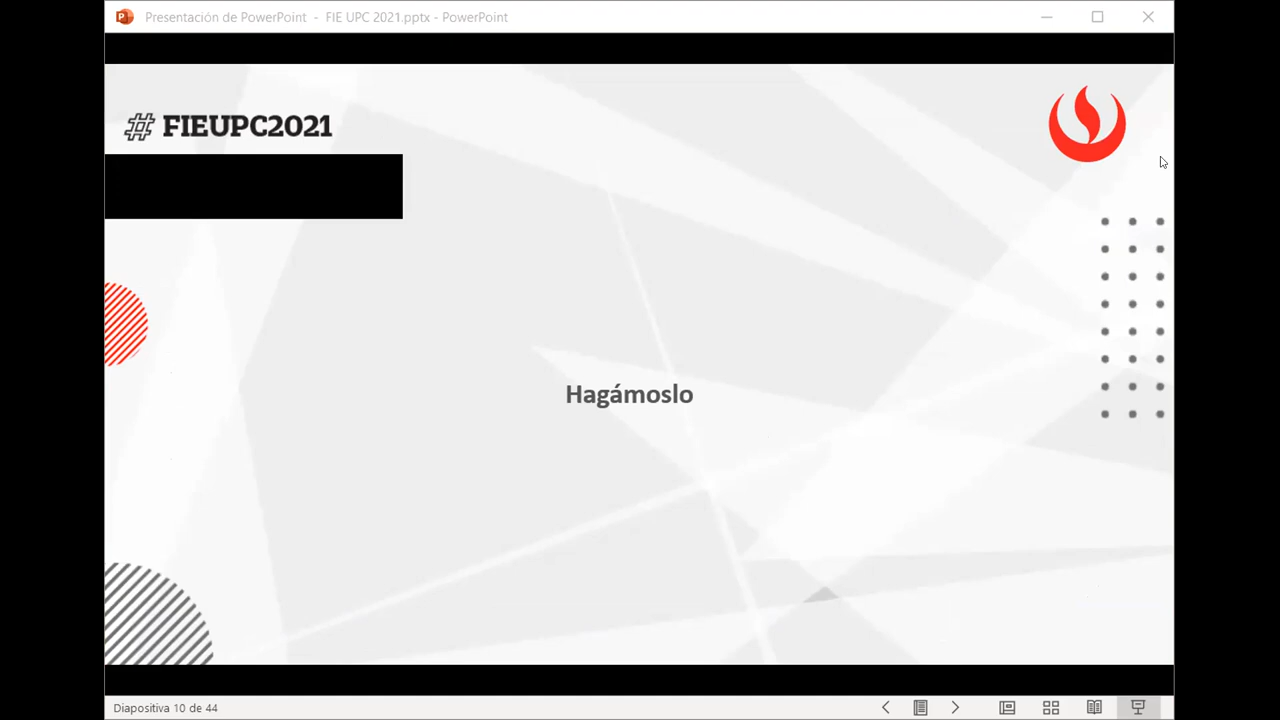 Presentación de PowerPoint - FIE UPC 2021.pptx - PowerPoint
# FIEUPC2021
Hagámoslo
Diapositiva 10 de 44